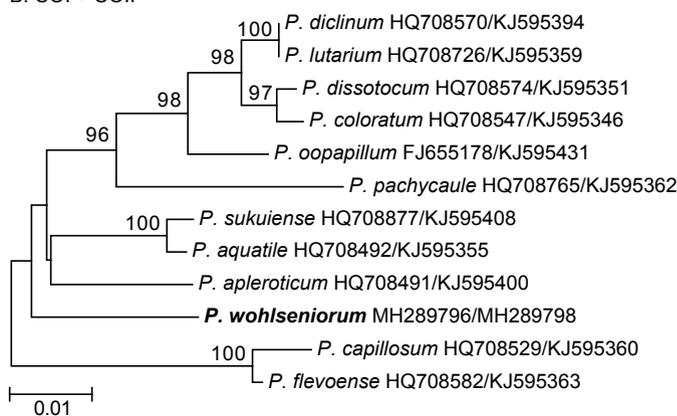 100 P. diclinum HQ708570/KJ595394
P. lutarium HQ708726/KJ595359
98
97 P. dissotocum HQ708574/KJ595351
P. coloratum HQ708547/KJ595346
98
P. oopapillum FJ655178/KJ595431
96
P. pachycaule HQ708765/KJ595362
100 P. sukuiense HQ708877/KJ595408
P. aquatile HQ708492/KJ595355
P. apleroticum HQ708491/KJ595400
P. wohlseniorum MH289796/MH289798
100 P. capillosum HQ708529/KJ595360
P. flevoense HQ708582/KJ595363
0.01